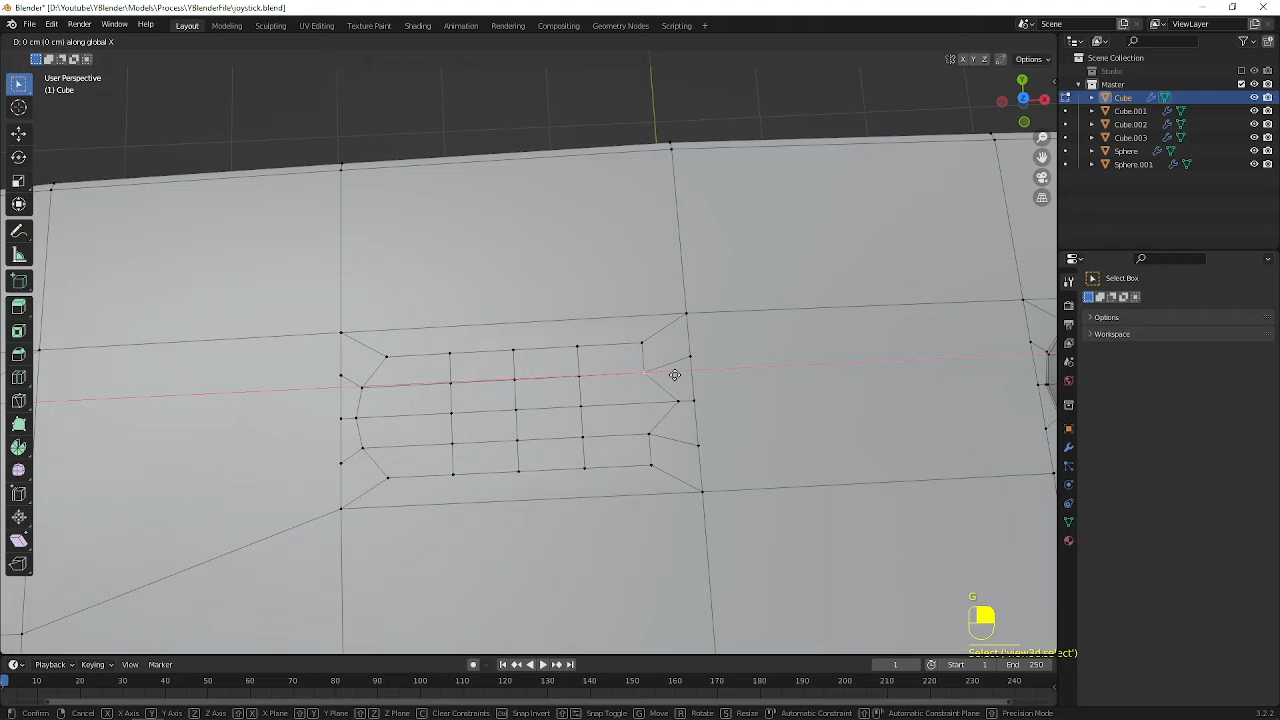 Blender* [D:\Youtube\YBlender\Models\Process\YBlenderFile\joystick.blend]
File Edit Render Window Help Layout Modeling Sculpting UV Editing Texture Paint Shading Animation Rendering Compositing Geometry Nodes Scripting + Scene ViewLayer
D: 0 cm (0 cm) along global X
X Y Z Options
User Perspective
(1) Cube
Scene Collection
Studio
Master
Cube
Cube.001
Cube.002
Cube.003
Sphere
Sphere.001
Y
X
Z
Select Box
Options
Workspace
G
Select ('view3d.select')
Playback Keying View Marker 1 Start 1 End 250
10 20 30 40 50 60 70 80 90 100 110 120 130 140 150 160 170 180 190 200 210 220 230 240
Confirm Cancel X X Axis Y Y Axis Z Z Axis X X Plane Y Y Plane Z Z Plane C Clear Constraints Snap Invert Snap Toggle G Move R Rotate S Resize Automatic Constraint Automatic Constraint Plane Precision Mode 3.2.2